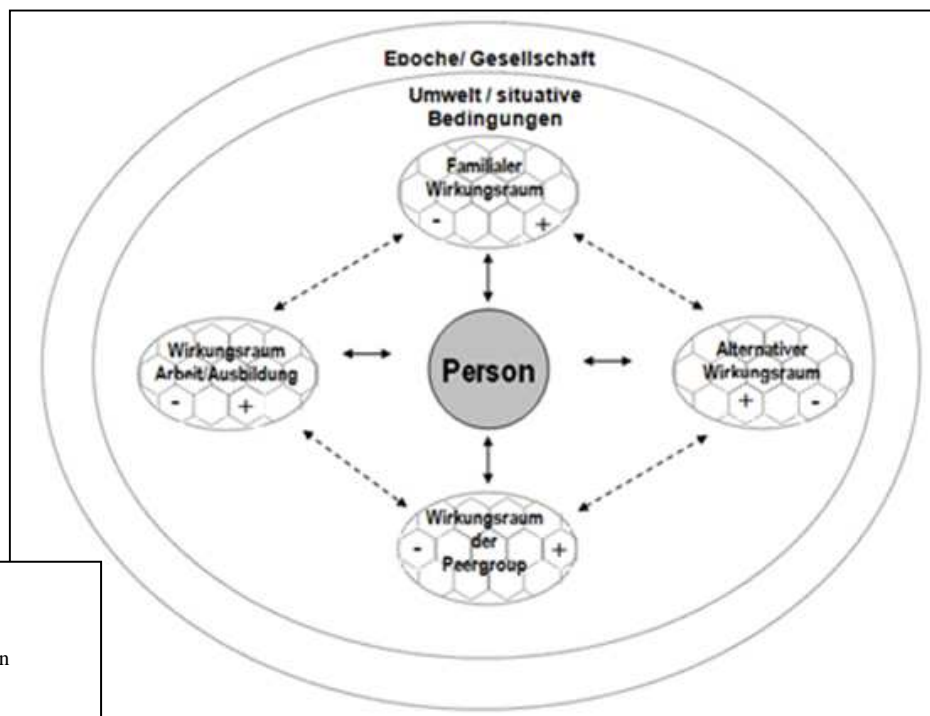 Epoche/ Gesellschaft
Umwelt / situative
Bedingungen
Familialer
Wirkungsraum
- +
Wirkungsraum
Arbeit/Ausbildung
- +
Person
Alternativer
Wirkungsraum
+ -
Wirkungsraum
der
- +
Peergroup
n